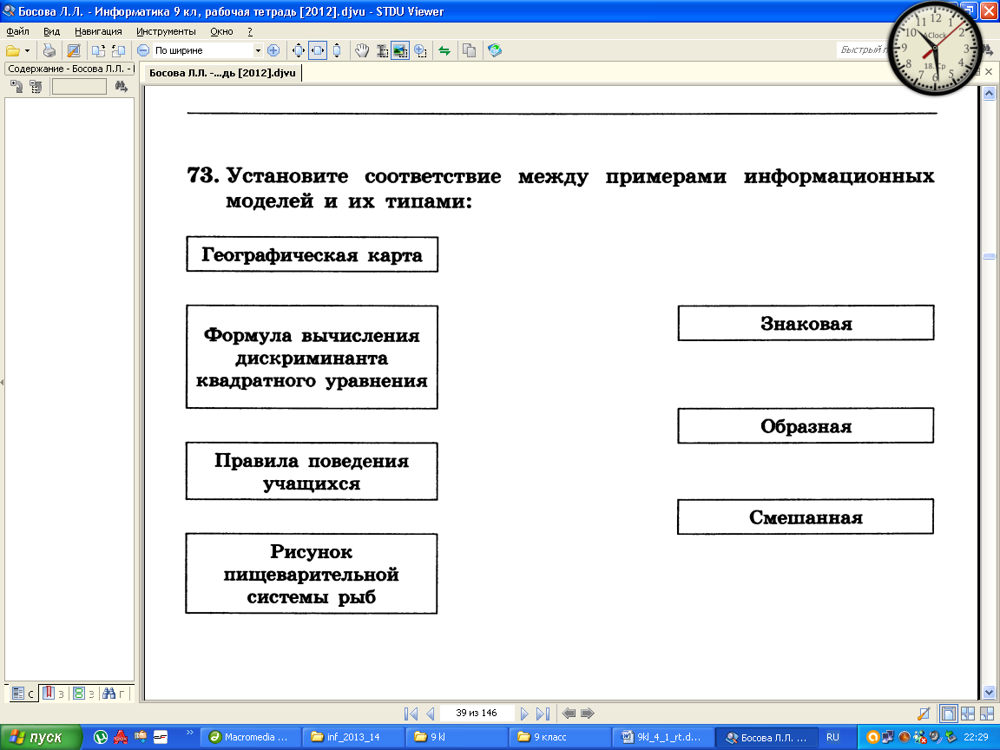 Босова Л.Л. - Информатика 9 кл, рабочая тетрадь [2012].djvu - STDU Viewer
Файл Вид Навигация Инструменты Окно ?
По ширине
Быстрый
Содержание - Босова Л.Л. -
Босова Л.Л. -...дь [2012].djvu
12 1 2 3 4 5 6 7 8 9 10 11
AClock
18, Ср
73. Установите соответствие между примерами информационных
моделей и их типами:
Географическая карта
Формула вычисления
дискриминанта
квадратного уравнения
Правила поведения
учащихся
Рисунок
пищеварительной
системы рыб
Знаковая
Образная
Смешанная
С З Э Г
39 из 146
пуск
Macromedia ...
inf_2013_14
9 kl
9 класс
9kl_4_1_rt.d...
Босова Л.Л. ...
RU
22:29